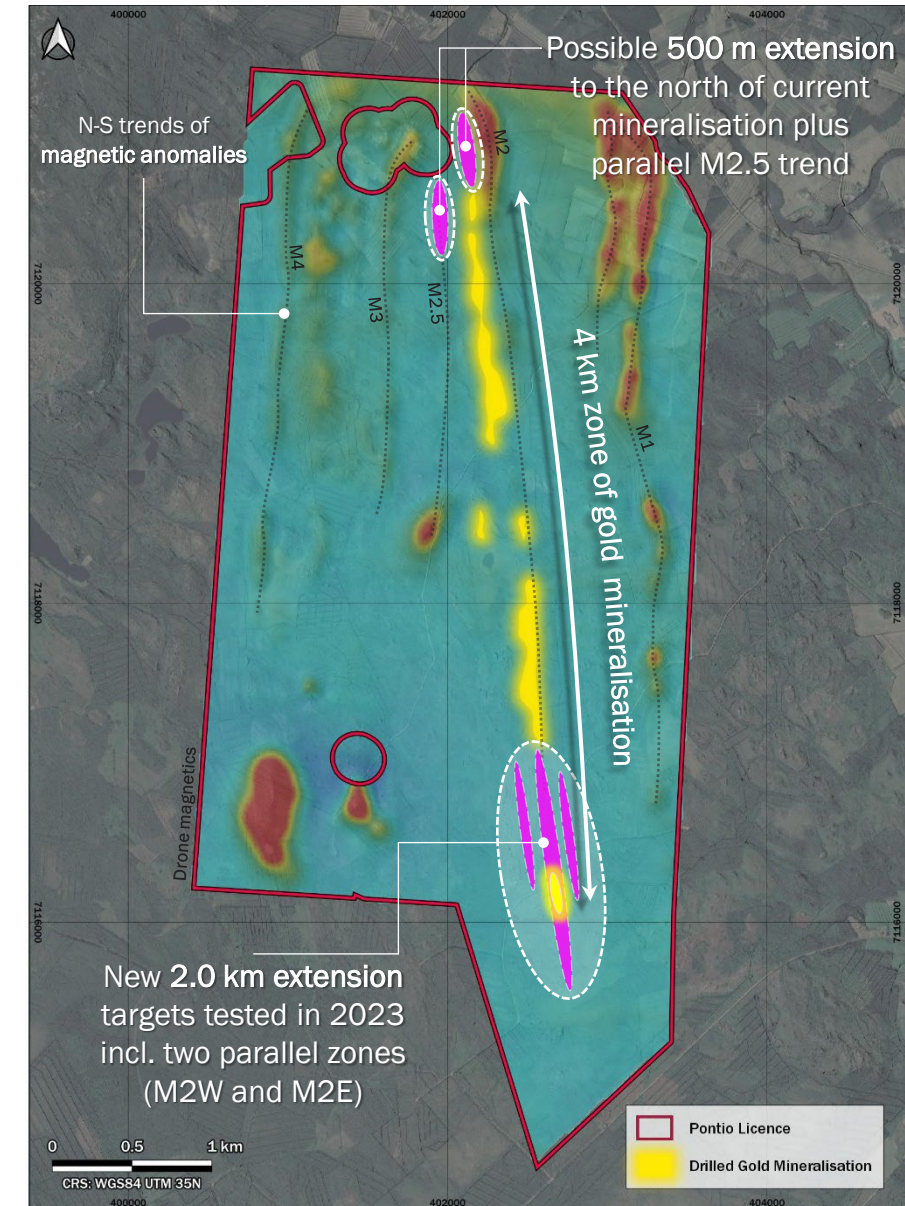 400000
402000
404000
Possible 500 m extension
to the north of current
mineralisation plus
parallel M2.5 trend
N-S trends of
magnetic anomalies
M2
M4
M3
M2.5
M1
7120000
7120000
4 km zone of gold mineralisation
7118000
7118000
Drone magnetics
7116000
7116000
New 2.0 km extension
targets tested in 2023
incl. two parallel zones
(M2W and M2E)
0 0.5 1 km
CRS: WGS84 UTM 35N
Pontio Licence
Drilled Gold Mineralisation
400000
402000
404000